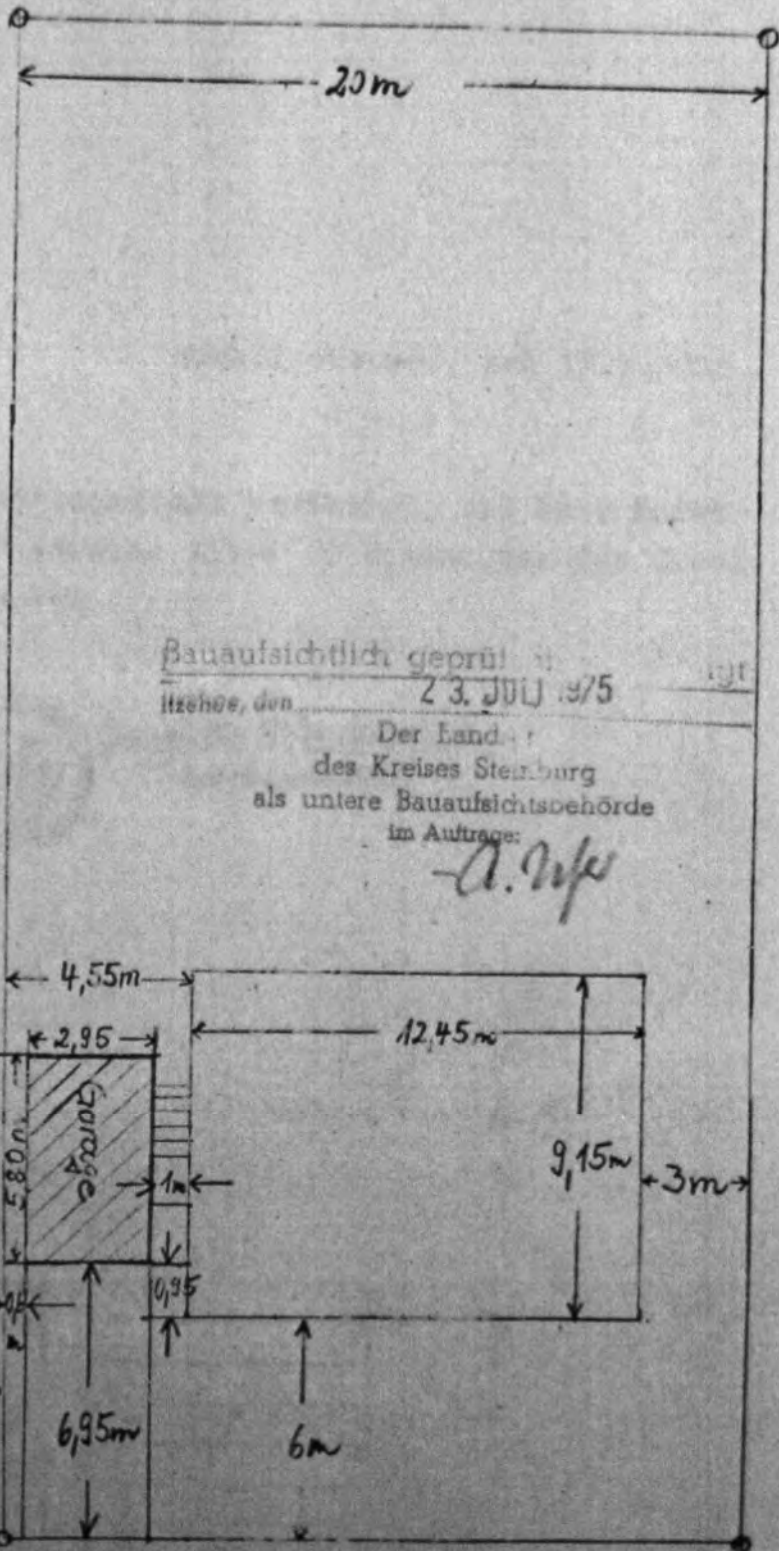 20m
Bauaufsichtlich geprüf
Itzehoe, den 23. JULI 1975
Der Land
des Kreises Steinburg
als untere Bauaufsichtsbehörde
im Auftrage:
4,55m
2,95
12,45m
Garage
5,80m
1m
9,15m
3m
0,95
6,95m
6m